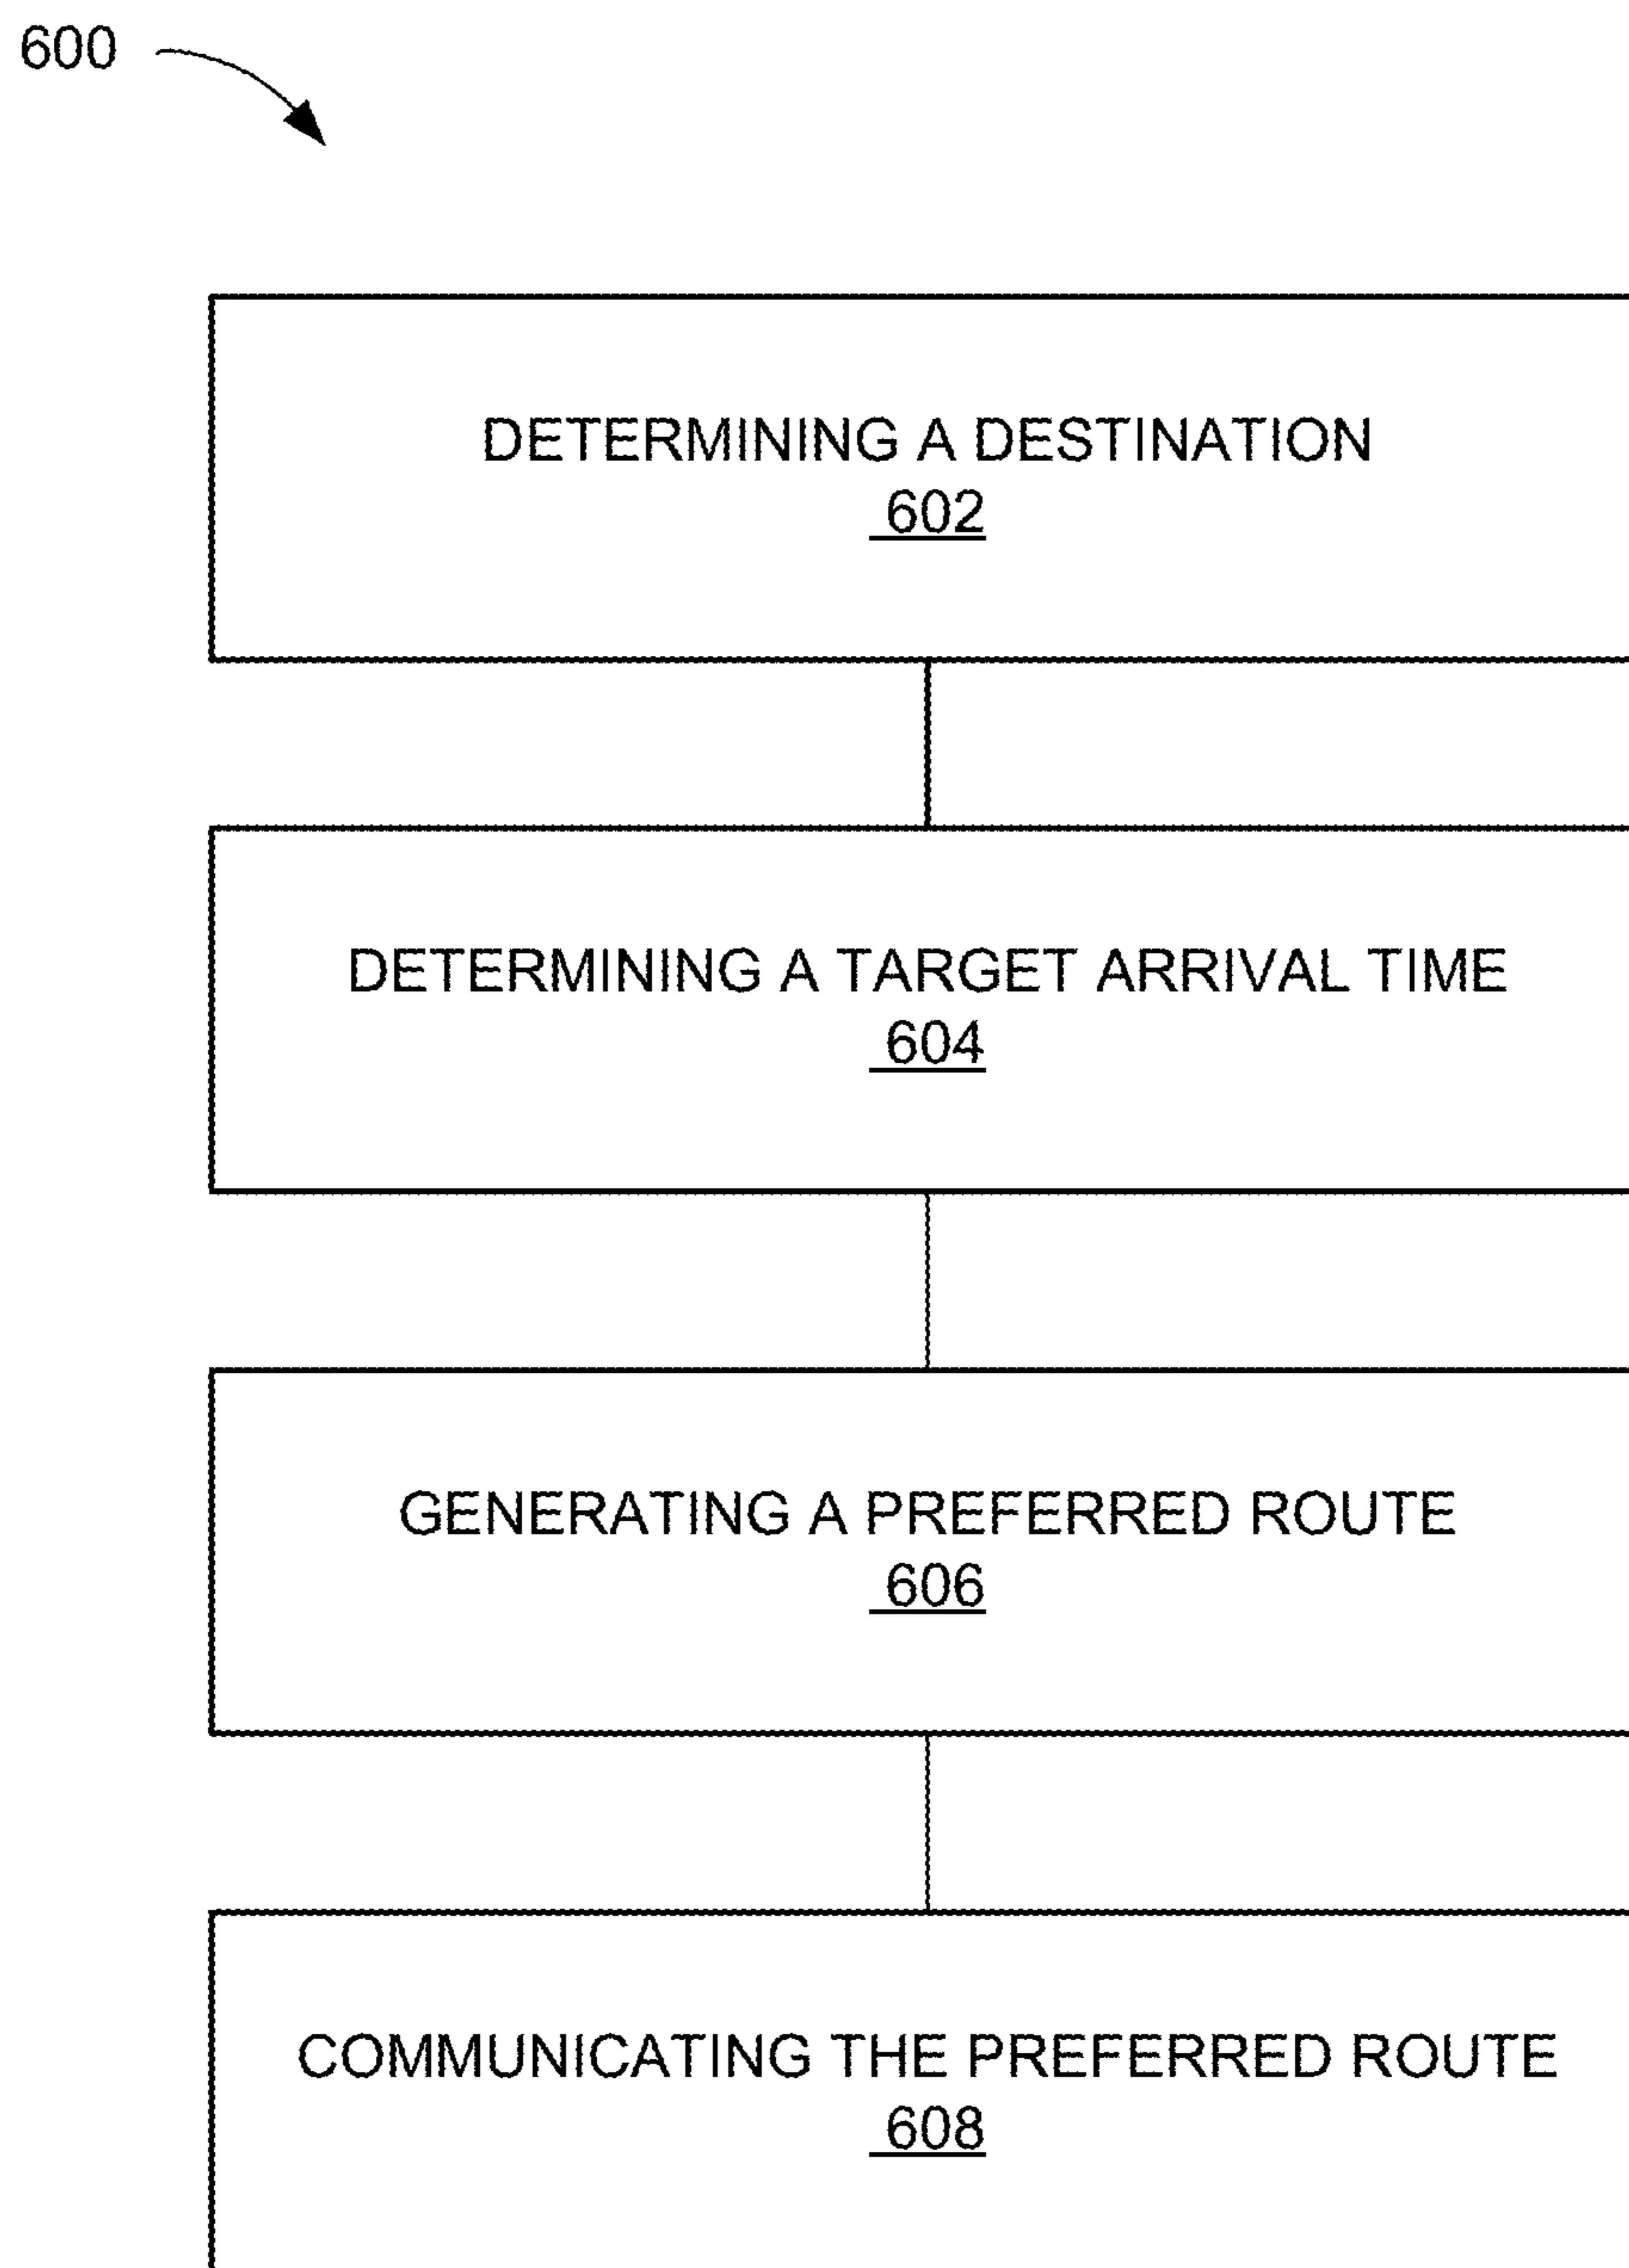 600
DETERMINING A DESTINATION
602
DETERMINING A TARGET ARRIVAL TIME
604
GENERATING A PREFERRED ROUTE
606
COMMUNICATING THE PREFERRED ROUTE
608